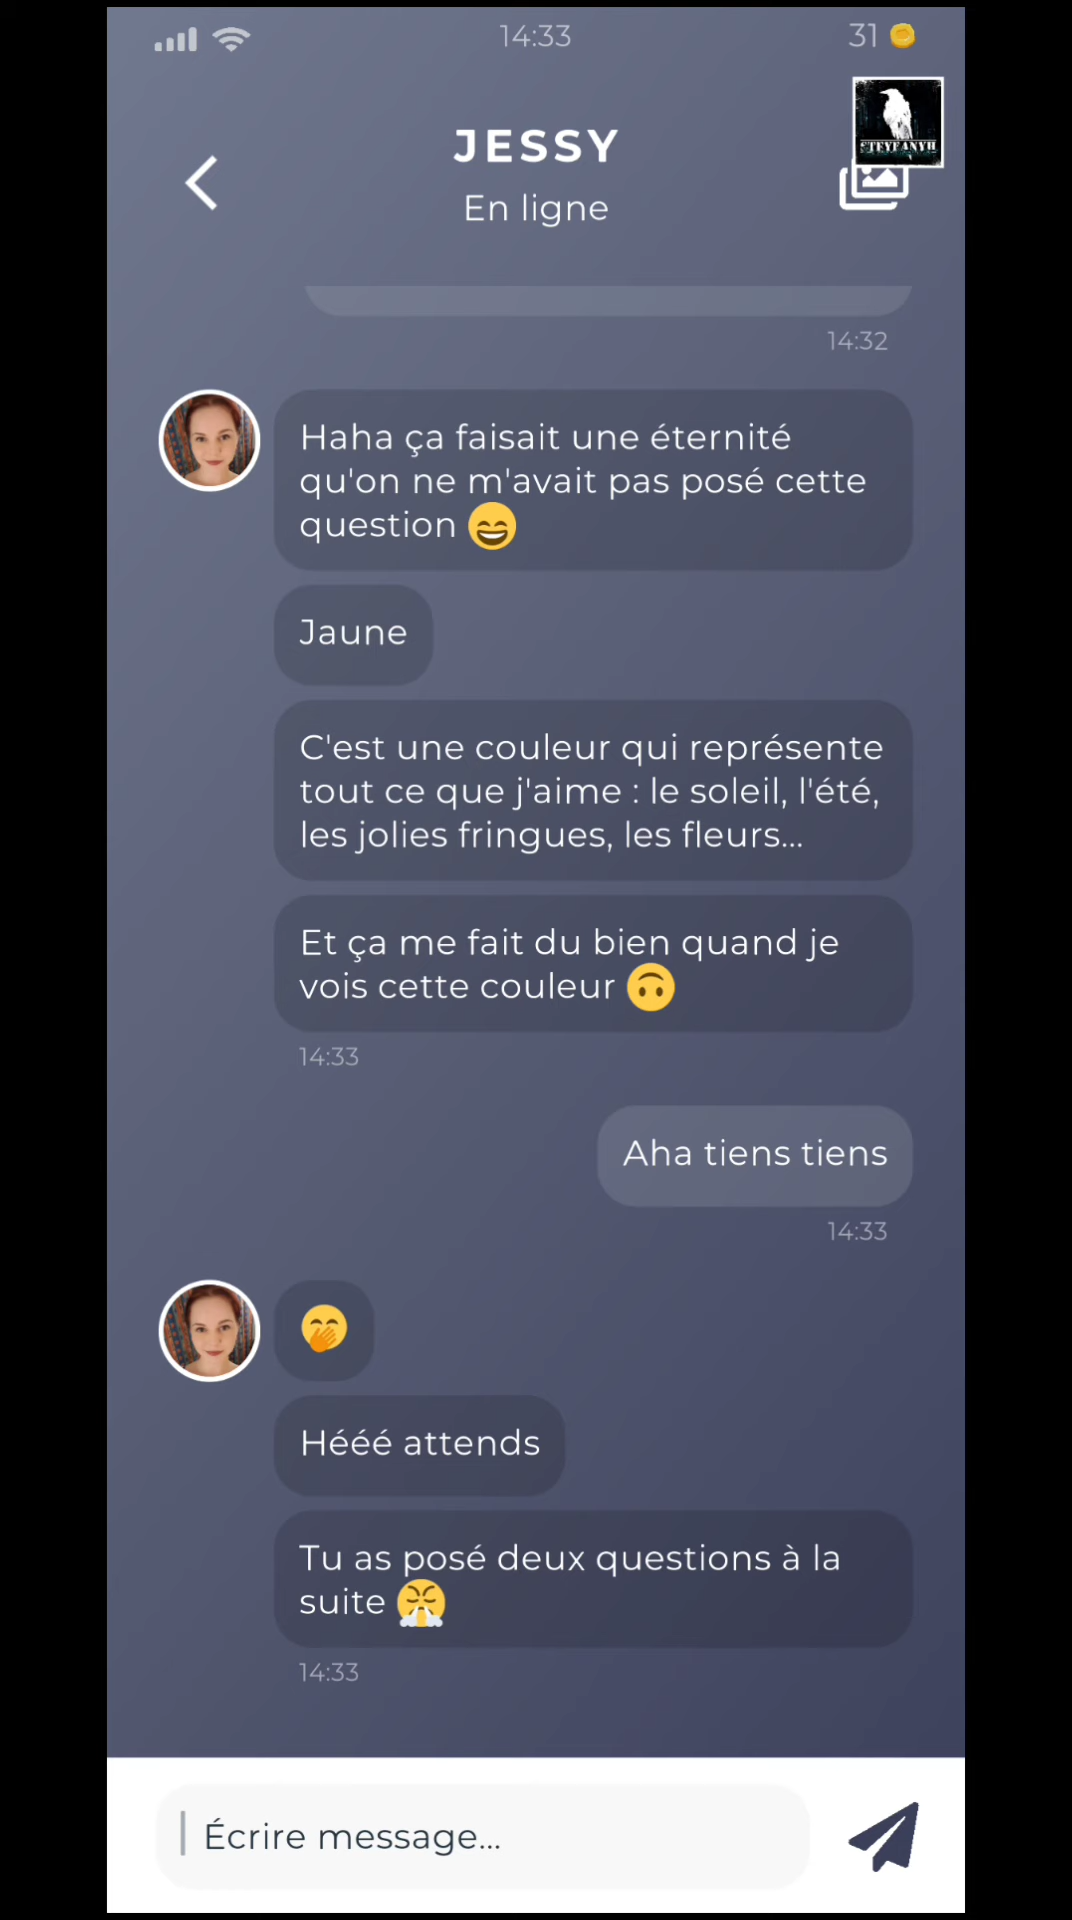 14:33
31
STEYFANYH
JESSY
En ligne
14:32
Haha ça faisait une éternité
qu'on ne m'avait pas posé cette
question 😄
Jaune
C'est une couleur qui représente
tout ce que j'aime : le soleil, l'été,
les jolies fringues, les fleurs...
Et ça me fait du bien quand je
vois cette couleur 🙃
14:33
Aha tiens tiens
14:33
🤭
Hééé attends
Tu as posé deux questions à la
suite 😤
14:33
Écrire message...